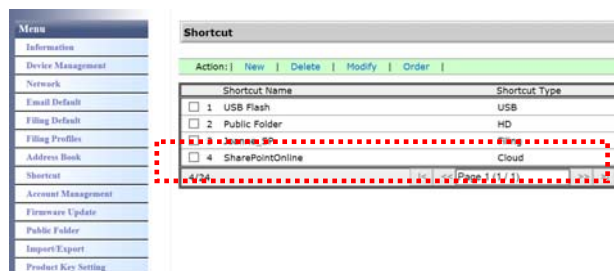 Menu
Information
Device Management
Network
Email Default
Filing Default
Filing Profiles
Address Book
Shortcut
Account Management
Firmware Update
Public Folder
Import/Export
Product Key Setting
Shortcut
Action: | New | Delete | Modify | Order |
Shortcut Name Shortcut Type
1 USB Flash USB
2 Public Folder HD
3 Joanne_SP Filing
4 SharePointOnline Cloud
4/24 |< << Page 1 (1 / 1) >>